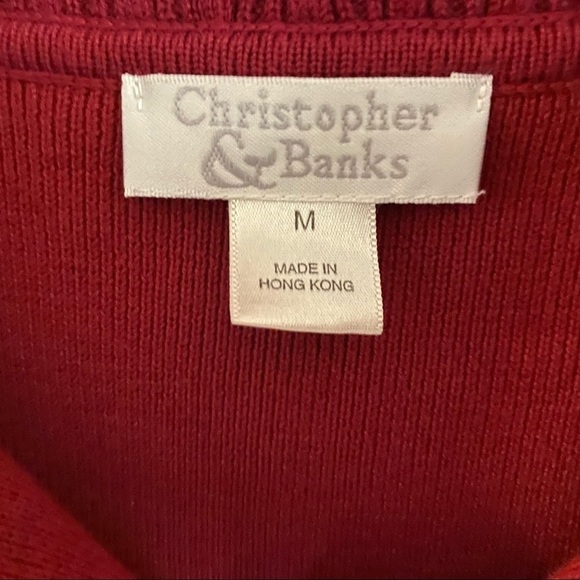 Christopher
& Banks
M
MADE IN
HONG KONG